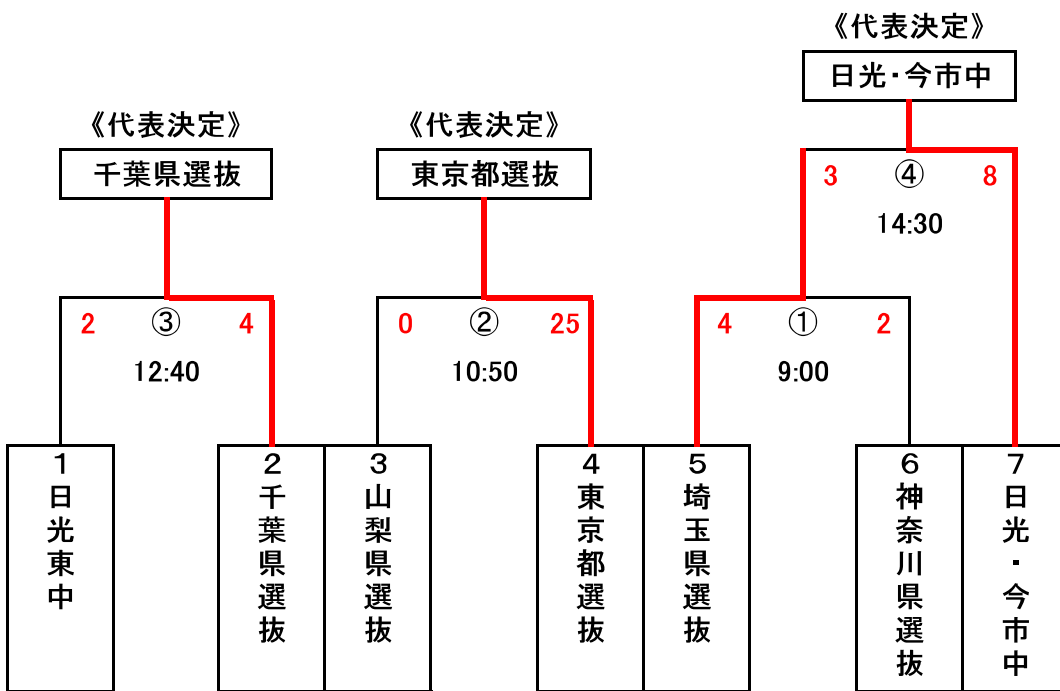 《代表決定》
日光・今市中
《代表決定》
《代表決定》
千葉県選抜
東京都選抜
3
④
8
14:30
2
③
4
0
②
25
4
①
2
12:40
10:50
9:00
1
日光東中
2
千葉県選抜
3
山梨県選抜
4
東京都選抜
5
埼玉県選抜
6
神奈川県選抜
7
日光・今市中